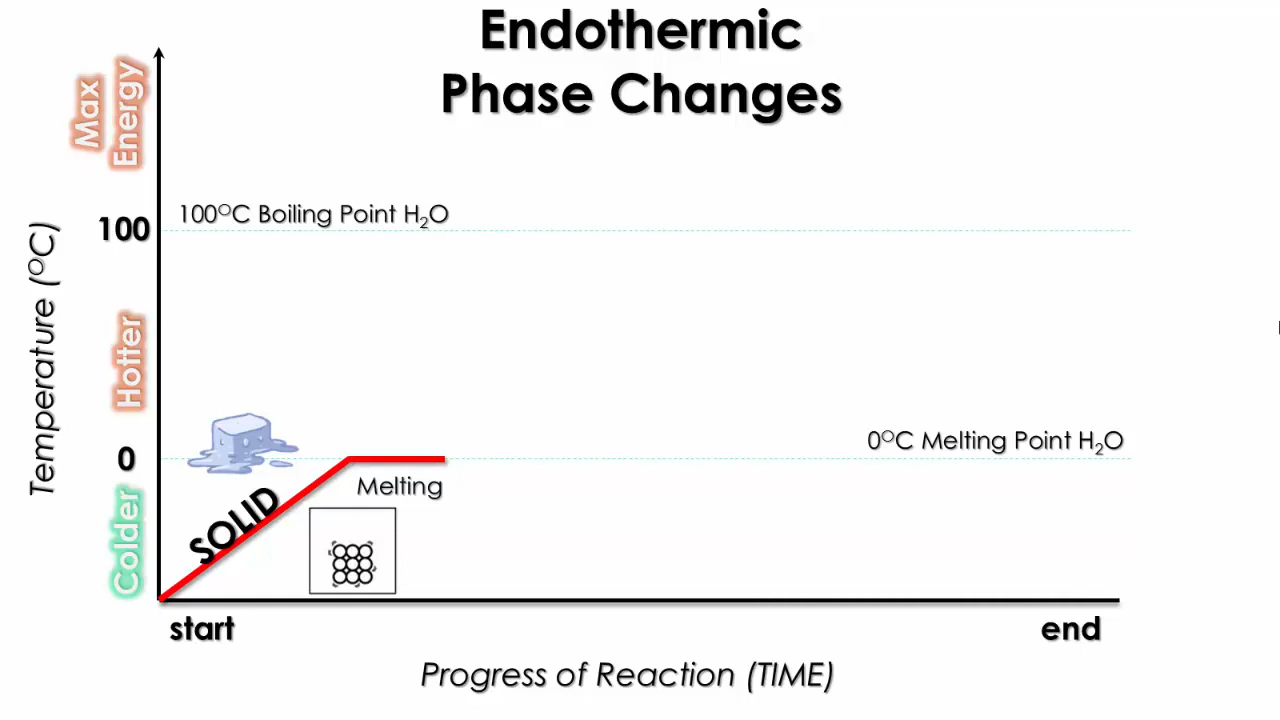 Endothermic
Phase Changes
Max
Energy
100
100°C Boiling Point H₂O
Temperature (°C)
Hotter
0°C Melting Point H₂O
0
Melting
SOLID
Colder
start
end
Progress of Reaction (TIME)